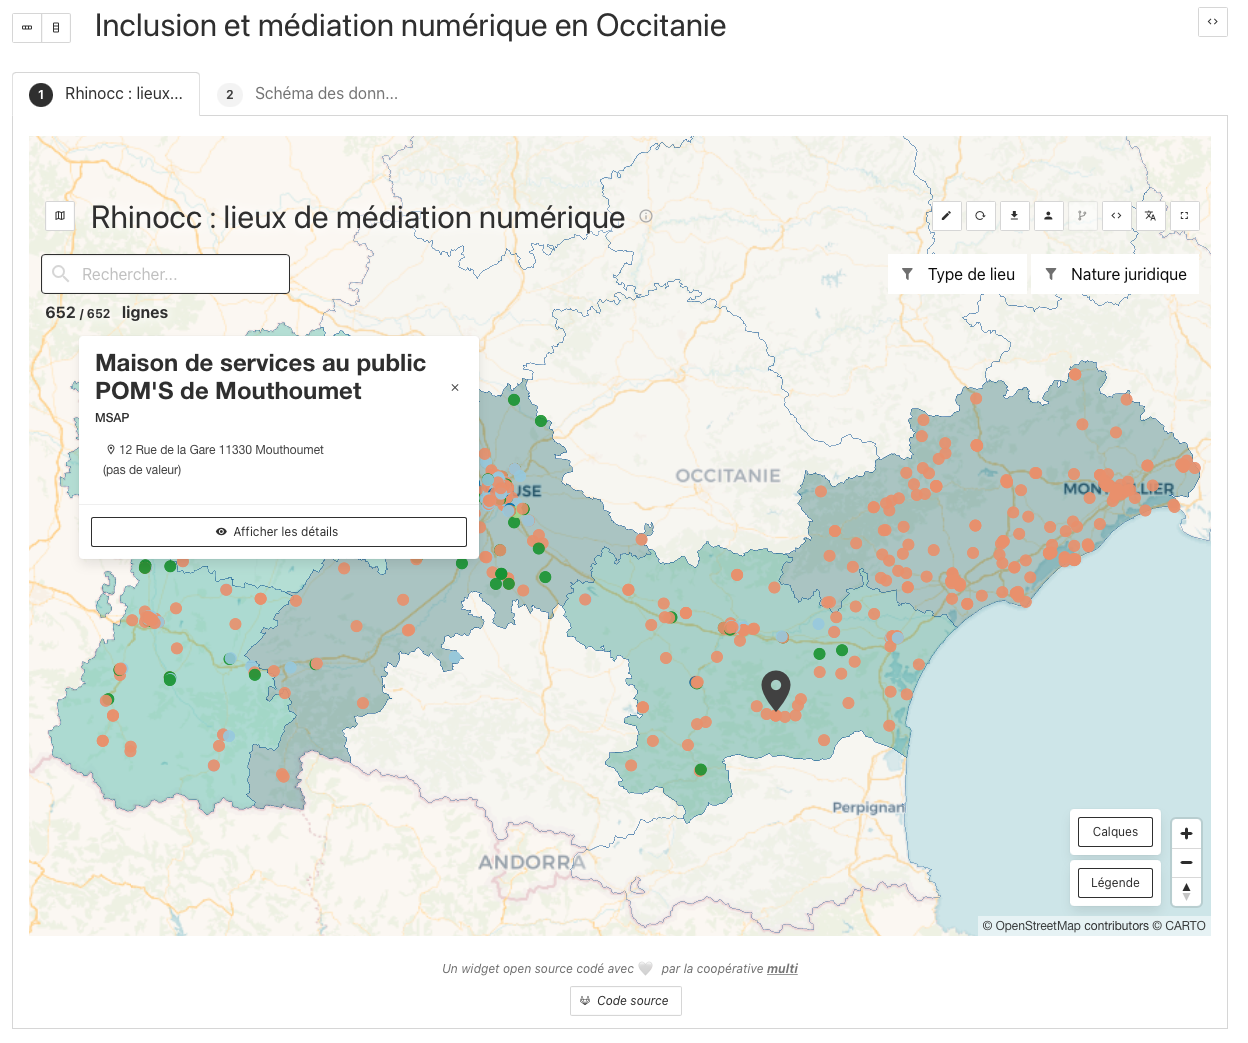 Inclusion et médiation numérique en Occitanie
1 Rhinocc : lieux...
2 Schéma des donn...
Rhinocc : lieux de médiation numérique
Rechercher...
Type de lieu
Nature juridique
652 / 652 lignes
Maison de services au public
POM'S de Mouthoumet
MSAP
12 Rue de la Gare 11330 Mouthoumet
(pas de valeur)
Afficher les détails
OCCITANIE
Perpignan
ANDORRA
Calques
Légende
© OpenStreetMap contributors © CARTO
Un widget open source codé avec 🤍 par la coopérative multi
Code source